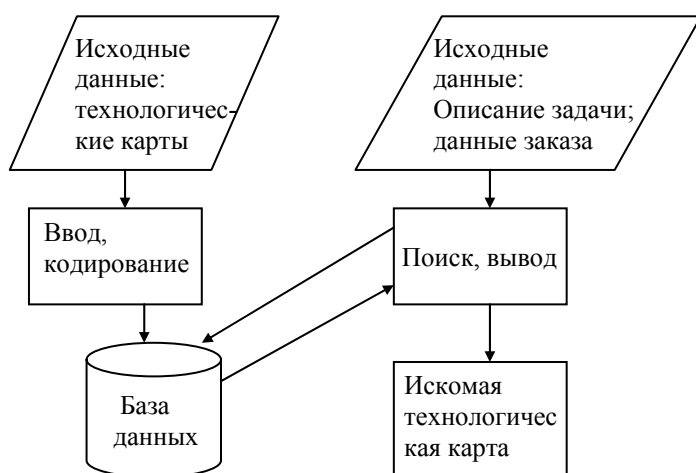 Исходные
данные:
технологичес-
кие карты
Исходные
данные:
Описание задачи;
данные заказа
Ввод,
кодирование
Поиск, вывод
База
данных
Искомая
технологичес
кая карта